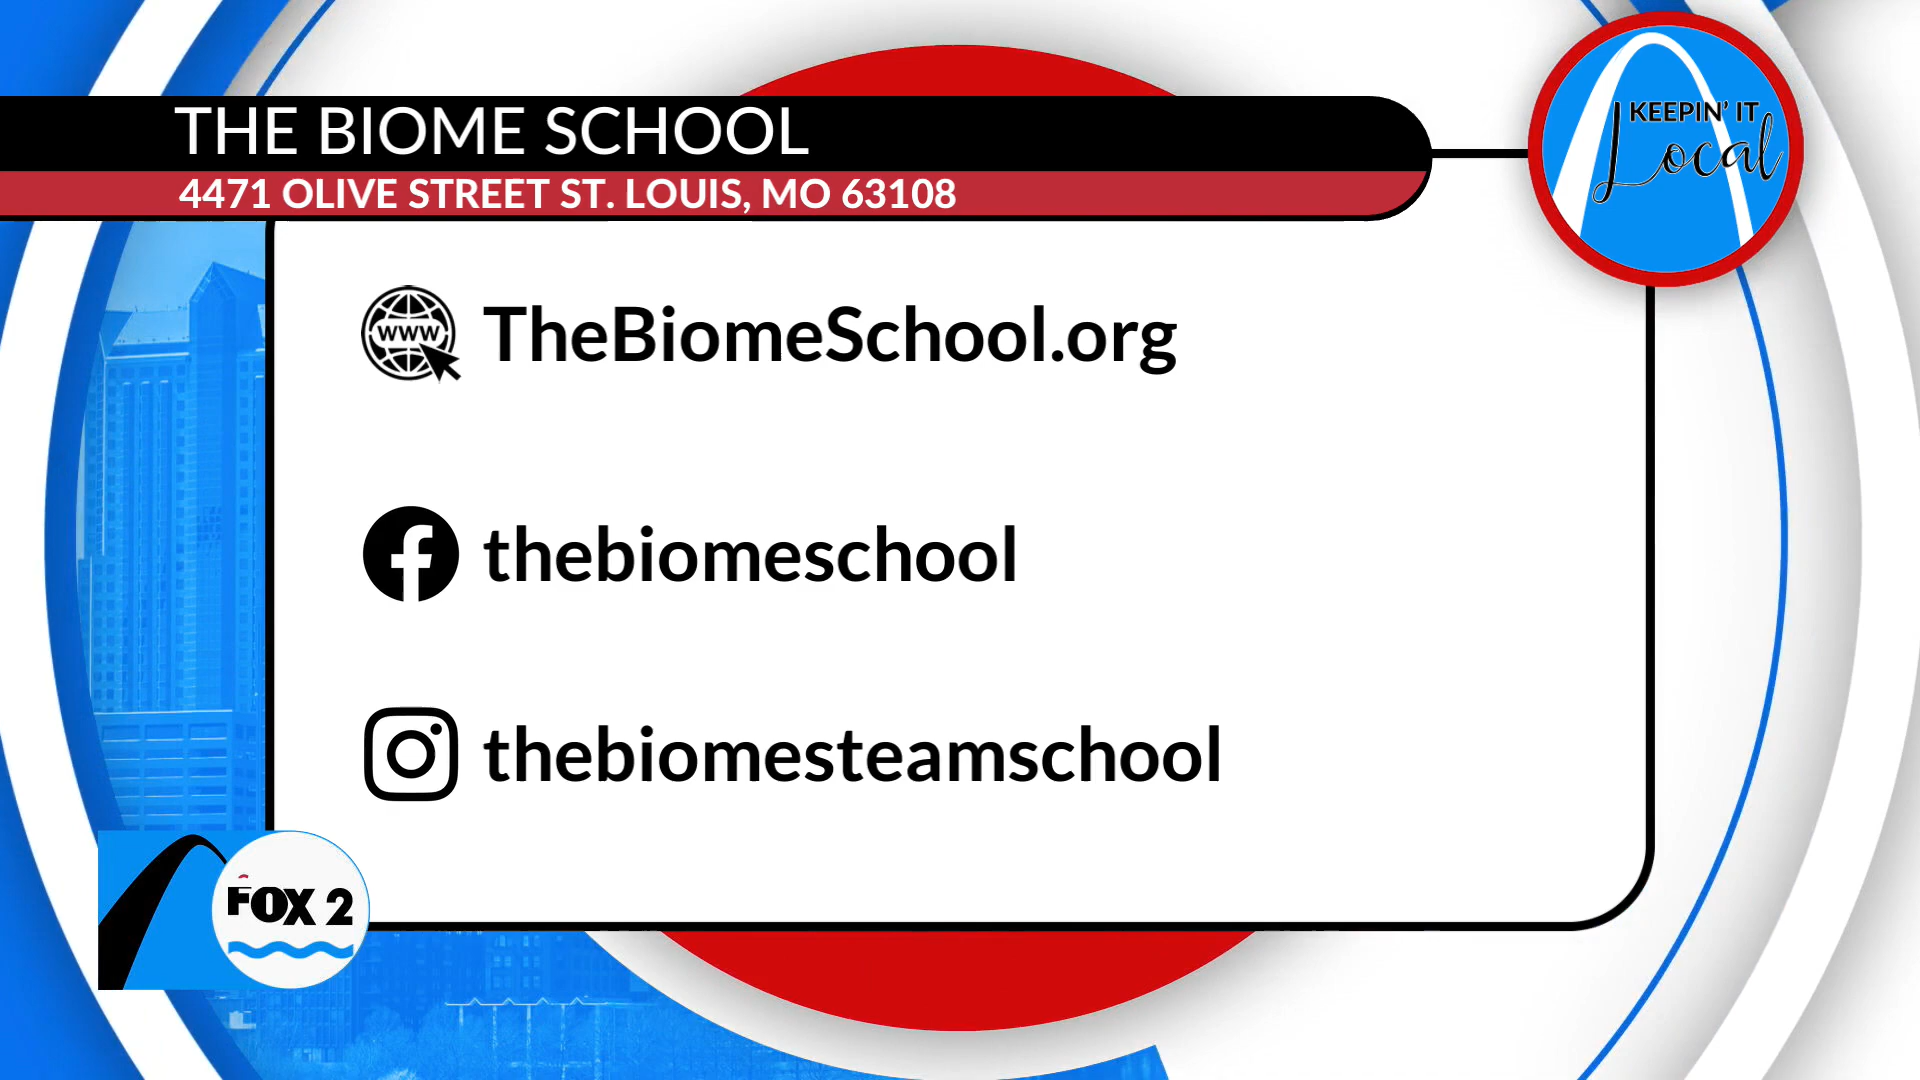 THE BIOME SCHOOL
4471 OLIVE STREET ST. LOUIS, MO 63108
KEEPIN' IT
Local
www
TheBiomeSchool.org
thebiomeschool
thebiomesteamschool
FOX 2